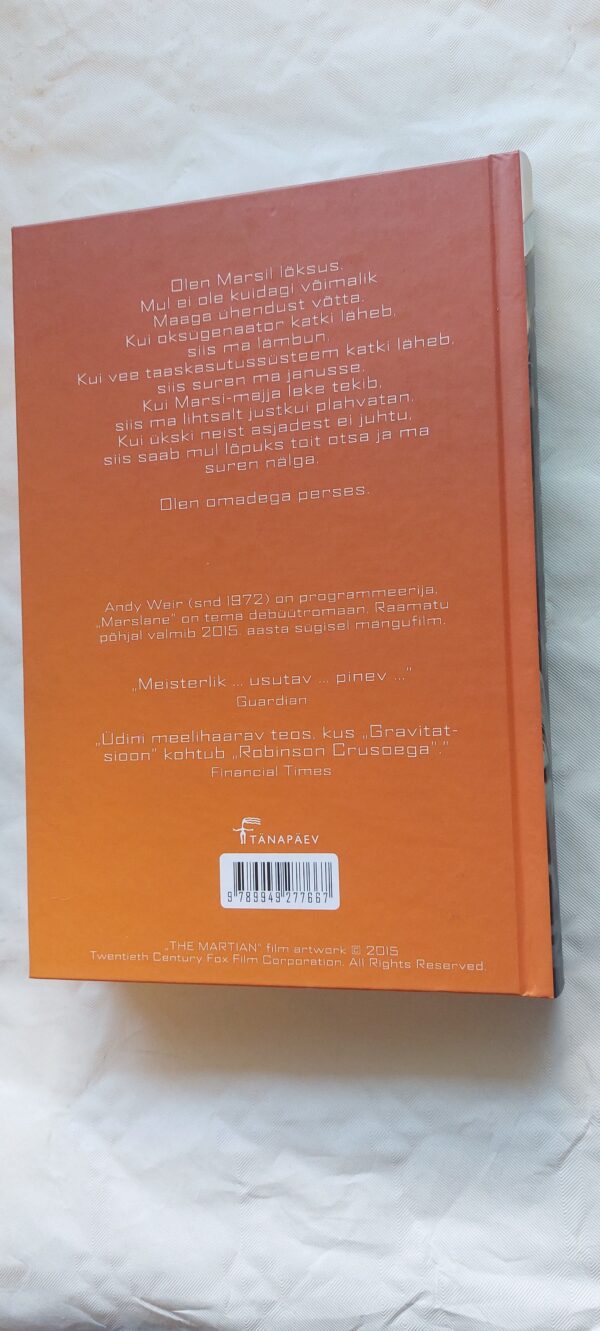 Olen Marsil lõksus.
Mul ei ole kuidagi võimalik
Maaga ühendust võtta.
Kui oksügenaator katki läheb,
siis ma lämbun.
Kui vee taaskasutussüsteem katki läheb,
siis suren ma janusse.
Kui Marsi-majja leke tekib,
siis ma lihtsalt justkui plahvatan.
Kui ükski neist asjadest ei juhtu,
siis saab mul lõpuks toit otsa ja ma
suren nälga.
Olen omadega perses.
Andy Weir (snd 1972) on programmeerija.
„Marslane” on tema debüütromaan. Raamatu
põhjal valmib 2015. aasta sügisel mängufilm.
„Meisterlik ... usutav ... pinev ...”
Guardian
„Üdini meelihaarav teos, kus „Gravitat-
sioon” kohtub „Robinson Crusoega”.”
Financial Times
TÄNAPÄEV
9 789949 277667
„THE MARTIAN” film artwork © 2015
Twentieth Century Fox Film Corporation. All Rights Reserved.